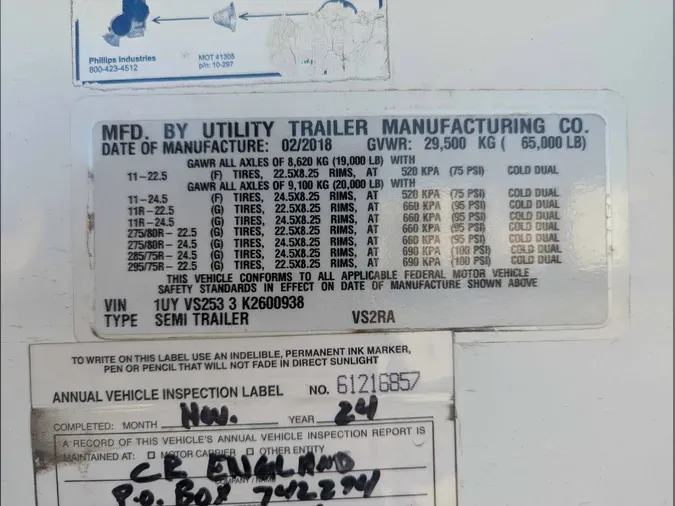 Phillips Industries
800-423-4512
MOT 41305
p/n: 10-297
MFD. BY UTILITY TRAILER MANUFACTURING CO.
DATE OF MANUFACTURE: 02/2018 GVWR: 29,500 KG ( 65,000 LB)
GAWR ALL AXLES OF 8,620 KG (19,000 LB) WITH
11-22.5 (F) TIRES, 22.5X8.25 RIMS, AT 520 KPA (75 PSI) COLD DUAL
GAWR ALL AXLES OF 9,100 KG (20,000 LB) WITH
11-24.5 (F) TIRES, 24.5X8.25 RIMS, AT 520 KPA (75 PSI) COLD DUAL
11R-22.5 (G) TIRES, 22.5X8.25 RIMS, AT 660 KPA (95 PSI) COLD DUAL
11R-24.5 (G) TIRES, 24.5X8.25 RIMS, AT 660 KPA (95 PSI) COLD DUAL
275/80R-22.5 (G) TIRES, 22.5X8.25 RIMS, AT 660 KPA (95 PSI) COLD DUAL
275/80R-24.5 (G) TIRES, 24.5X8.25 RIMS, AT 660 KPA (95 PSI) COLD DUAL
285/75R-24.5 (G) TIRES, 24.5X8.25 RIMS, AT 690 KPA (100 PSI) COLD DUAL
295/75R-22.5 (G) TIRES, 22.5X8.25 RIMS, AT 690 KPA (100 PSI) COLD DUAL
THIS VEHICLE CONFORMS TO ALL APPLICABLE FEDERAL MOTOR VEHICLE
SAFETY STANDARDS IN EFFECT ON DATE OF MANUFACTURE SHOWN ABOVE
VIN 1UY VS253 3 K2600938
TYPE SEMI TRAILER VS2RA
TO WRITE ON THIS LABEL USE AN INDELIBLE, PERMANENT INK MARKER,
PEN OR PENCIL THAT WILL NOT FADE IN DIRECT SUNLIGHT
ANNUAL VEHICLE INSPECTION LABEL NO. 61216857
COMPLETED: MONTH Nov. YEAR 24
A RECORD OF THIS VEHICLE'S ANNUAL VEHICLE INSPECTION REPORT IS
MAINTAINED AT: MOTOR CARRIER OTHER ENTITY
CR ENGLAND
COMPANY NAME
P.O. BOX 742274